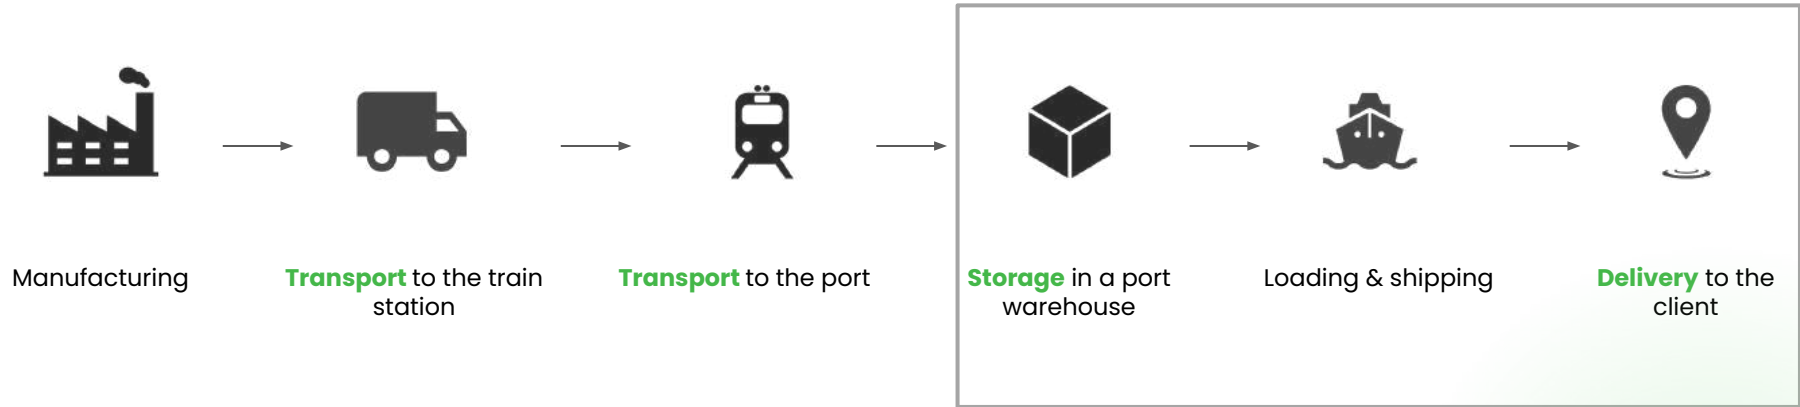 Manufacturing
Transport to the train
station
Transport to the port
Storage in a port
warehouse
Loading & shipping
Delivery to the
client